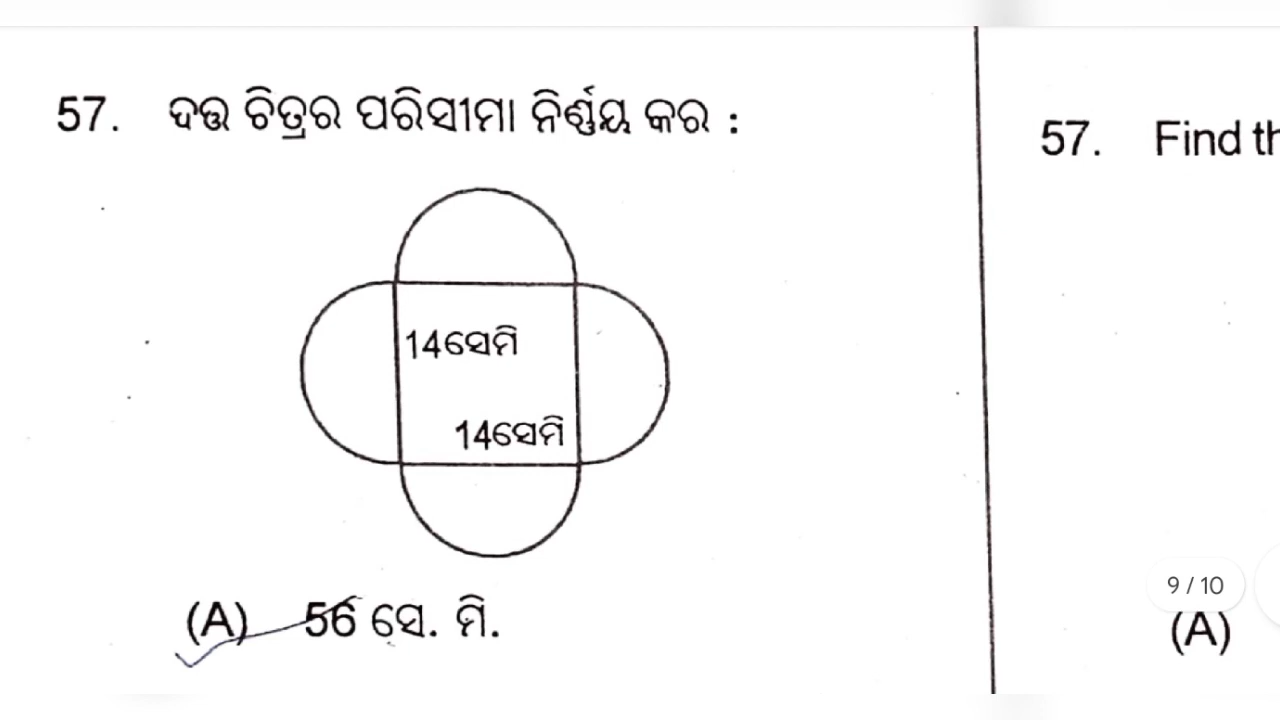 57. ଦତ୍ତ ଚିତ୍ରର ପରିସୀମା ନିର୍ଣ୍ଣୟ କର :
14ସେମି
14ସେମି
(A) 56 ସେ. ମି.
57. Find th
(A)
9 / 10